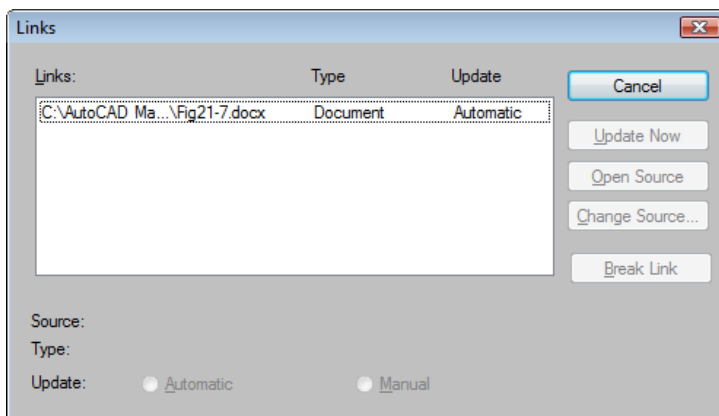 Links
Links: Type Update
Cancel
C:\AutoCAD Ma...\Fig21-7.docx Document Automatic
Update Now
Open Source
Change Source...
Break Link
Source:
Type:
Update: Automatic Manual